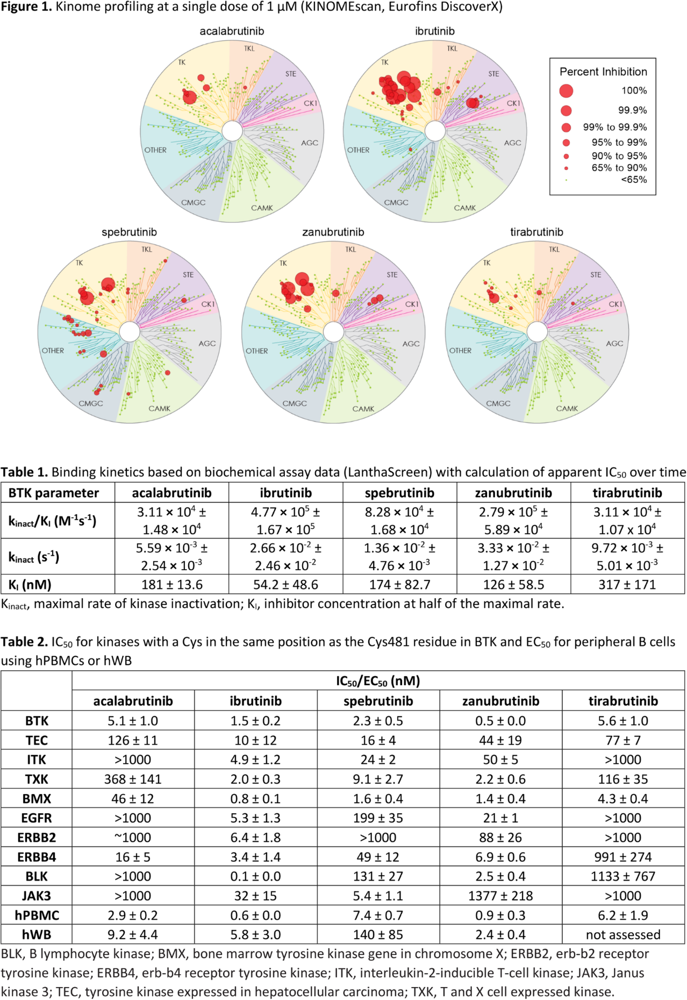 Figure 1. Kinome profiling at a single dose of 1 µM (KINOMEscan, Eurofins DiscoverX)
acalabrutinib
TK
TKL
STE
CK1
AGC
CAMK
CMGC
OTHER
ibrutinib
TK
TKL
STE
CK1
AGC
CAMK
CMGC
OTHER
Percent Inhibition
100%
99.9%
99% to 99.9%
95% to 99%
90% to 95%
65% to 90%
<65%
spebrutinib
TK
TKL
STE
CK1
AGC
CAMK
CMGC
OTHER
zanubrutinib
TK
TKL
STE
CK1
AGC
CAMK
CMGC
OTHER
tirabrutinib
TK
TKL
STE
CK1
AGC
CAMK
CMGC
OTHER
Table 1. Binding kinetics based on biochemical assay data (LanthaScreen) with calculation of apparent IC50 over time
BTK parameter acalabrutinib ibrutinib spebrutinib zanubrutinib tirabrutinib
kinact/KI (M⁻¹s⁻¹) 3.11 × 10⁴ ± 4.77 × 10⁵ ± 8.28 × 10⁴ ± 2.79 × 10⁵ ± 3.11 × 10⁴ ±
1.48 × 10⁴ 1.67 × 10⁵ 1.68 × 10⁴ 5.89 × 10⁴ 1.07 x 10⁴
kinact (s⁻¹) 5.59 × 10⁻³ ± 2.66 × 10⁻² ± 1.36 × 10⁻² ± 3.33 × 10⁻² ± 9.72 × 10⁻³ ±
2.54 × 10⁻³ 2.46 × 10⁻² 4.76 × 10⁻³ 1.27 × 10⁻² 5.01 × 10⁻³
KI (nM) 181 ± 13.6 54.2 ± 48.6 174 ± 82.7 126 ± 58.5 317 ± 171
Kinact, maximal rate of kinase inactivation; KI, inhibitor concentration at half of the maximal rate.
Table 2. IC50 for kinases with a Cys in the same position as the Cys481 residue in BTK and EC50 for peripheral B cells
using hPBMCs or hWB
IC50/EC50 (nM)
acalabrutinib ibrutinib spebrutinib zanubrutinib tirabrutinib
BTK 5.1 ± 1.0 1.5 ± 0.2 2.3 ± 0.5 0.5 ± 0.0 5.6 ± 1.0
TEC 126 ± 11 10 ± 12 16 ± 4 44 ± 19 77 ± 7
ITK >1000 4.9 ± 1.2 24 ± 2 50 ± 5 >1000
TXK 368 ± 141 2.0 ± 0.3 9.1 ± 2.7 2.2 ± 0.6 116 ± 35
BMX 46 ± 12 0.8 ± 0.1 1.6 ± 0.4 1.4 ± 0.4 4.3 ± 0.4
EGFR >1000 5.3 ± 1.3 199 ± 35 21 ± 1 >1000
ERBB2 ~1000 6.4 ± 1.8 >1000 88 ± 26 >1000
ERBB4 16 ± 5 3.4 ± 1.4 49 ± 12 6.9 ± 0.6 991 ± 274
BLK >1000 0.1 ± 0.0 131 ± 27 2.5 ± 0.4 1133 ± 767
JAK3 >1000 32 ± 15 5.4 ± 1.1 1377 ± 218 >1000
hPBMC 2.9 ± 0.2 0.6 ± 0.0 7.4 ± 0.7 0.9 ± 0.3 6.2 ± 1.9
hWB 9.2 ± 4.4 5.8 ± 3.0 140 ± 85 2.4 ± 0.4 not assessed
BLK, B lymphocyte kinase; BMX, bone marrow tyrosine kinase gene in chromosome X; ERBB2, erb-b2 receptor
tyrosine kinase; ERBB4, erb-b4 receptor tyrosine kinase; ITK, interleukin-2-inducible T-cell kinase; JAK3, Janus
kinase 3; TEC, tyrosine kinase expressed in hepatocellular carcinoma; TXK, T and X cell expressed kinase.